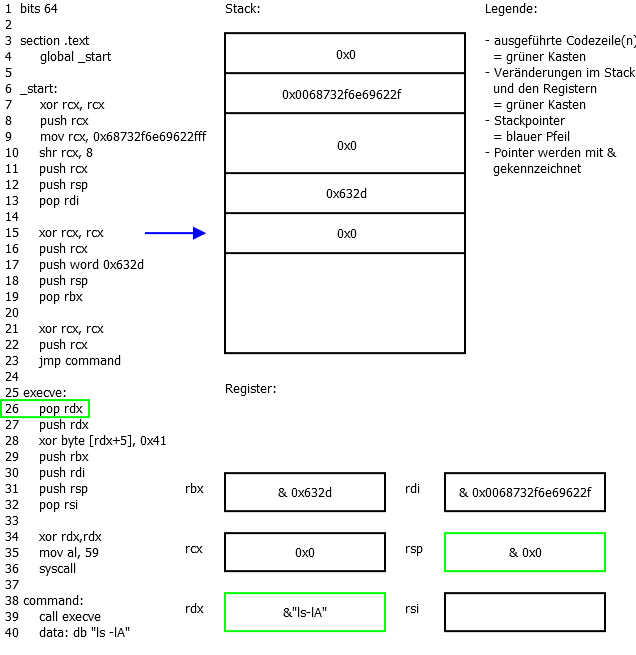 1 bits 64
2
3 section .text
4 global _start
5
6 _start:
7 xor rcx, rcx
8 push rcx
9 mov rcx, 0x68732f6e69622fff
10 shr rcx, 8
11 push rcx
12 push rsp
13 pop rdi
14
15 xor rcx, rcx
16 push rcx
17 push word 0x632d
18 push rsp
19 pop rbx
20
21 xor rcx, rcx
22 push rcx
23 jmp command
24
25 execve:
26 pop rdx
27 push rdx
28 xor byte [rdx+5], 0x41
29 push rbx
30 push rdi
31 push rsp
32 pop rsi
33
34 xor rdx,rdx
35 mov al, 59
36 syscall
37
38 command:
39 call execve
40 data: db "ls -lA"
Stack:
0x0
0x0068732f6e69622f
0x0
0x632d
0x0
Register:
rbx
& 0x632d
rdi
& 0x0068732f6e69622f
rcx
0x0
rsp
& 0x0
rdx
&"ls-lA"
rsi
Legende:
- ausgeführte Codezeile(n)
= grüner Kasten
- Veränderungen im Stack
und den Registern
= grüner Kasten
- Stackpointer
= blauer Pfeil
- Pointer werden mit &
gekennzeichnet